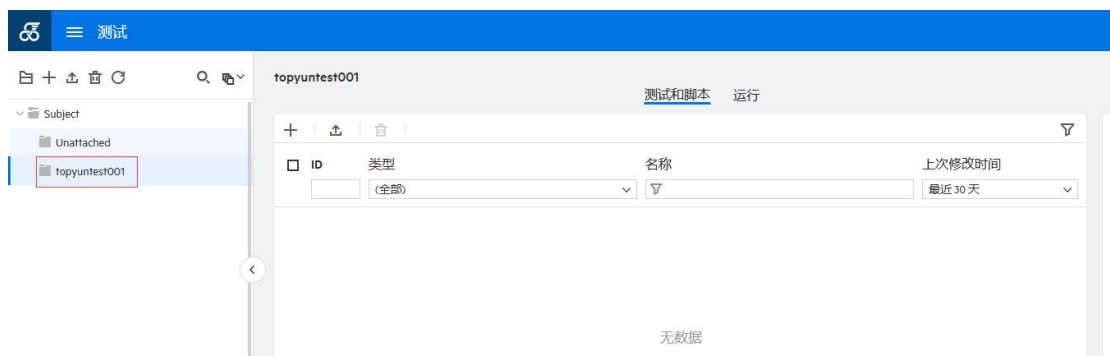 测试
topyuntest001
测试和脚本 运行
Subject
Unattached
topyuntest001
ID 类型 名称 上次修改时间
(全部) 最近 30 天
无数据